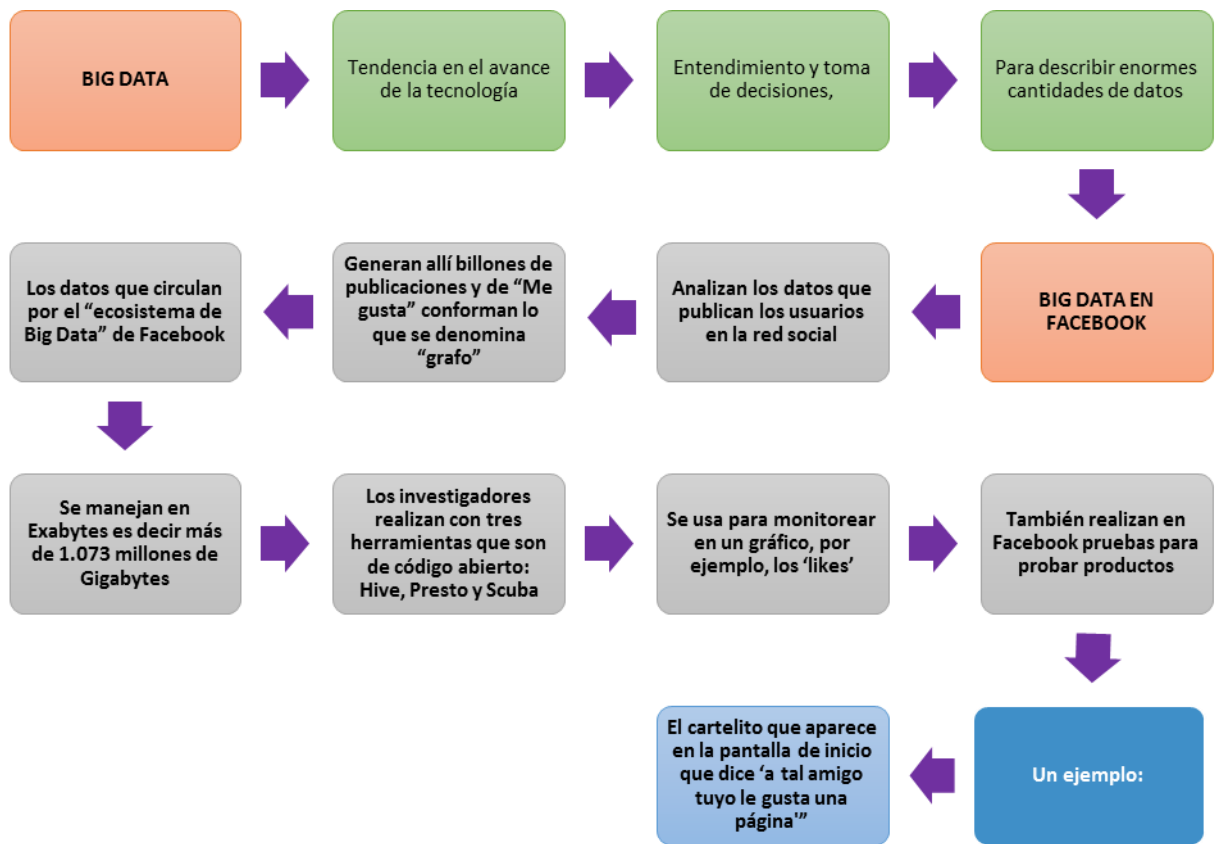 BIG DATA
Tendencia en el avance
de la tecnología
Entendimiento y toma
de decisiones,
Para describir enormes
cantidades de datos
BIG DATA EN
FACEBOOK
Analizan los datos que
publican los usuarios
en la red social
Generan allí billones de
publicaciones y de “Me
gusta” conforman lo
que se denomina
“grafo”
Los datos que circulan
por el “ecosistema de
Big Data” de Facebook
Se manejan en
Exabytes es decir más
de 1.073 millones de
Gigabytes
Los investigadores
realizan con tres
herramientas que son
de código abierto:
Hive, Presto y Scuba
Se usa para monitorear
en un gráfico, por
ejemplo, los ‘likes’
También realizan en
Facebook pruebas para
probar productos
Un ejemplo:
El cartelito que aparece
en la pantalla de inicio
que dice ‘a tal amigo
tuyo le gusta una
página'”